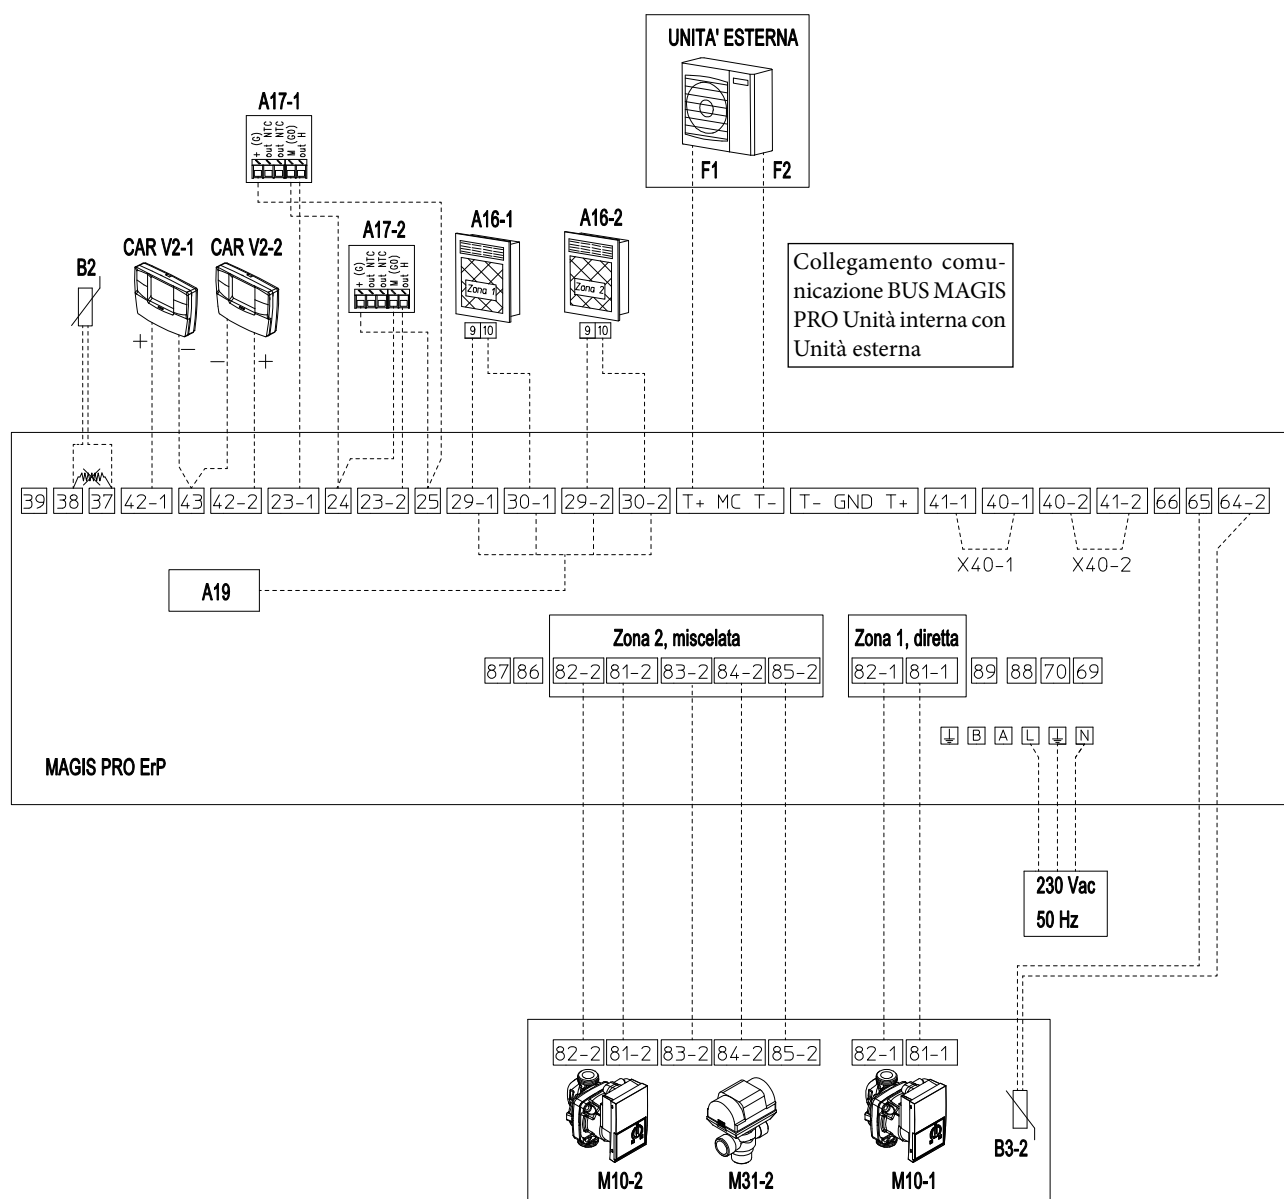 UNITA' ESTERNA
F1 F2
A17-1
+ (G)
out NTC
out NTC
M (G0)
out H
A17-2
+ (G)
out NTC
out NTC
M (G0)
out H
A16-1
Zona 1
9 10
A16-2
Zona 2
9 10
B2
CAR V2-1 CAR V2-2
+ - - +
Collegamento comu-
nicazione BUS MAGIS
PRO Unità interna con
Unità esterna
39 38 37 42-1 43 42-2 23-1 24 23-2 25 29-1 30-1 29-2 30-2 T+ MC T- T- GND T+ 41-1 40-1 40-2 41-2 66 65 64-2
X40-1 X40-2
A19
Zona 2, miscelata
Zona 1, diretta
87 86 82-2 81-2 83-2 84-2 85-2 82-1 81-1 89 88 70 69
B A L N
MAGIS PRO ErP
230 Vac
50 Hz
82-2 81-2 83-2 84-2 85-2 82-1 81-1
M10-2 M31-2 M10-1 B3-2